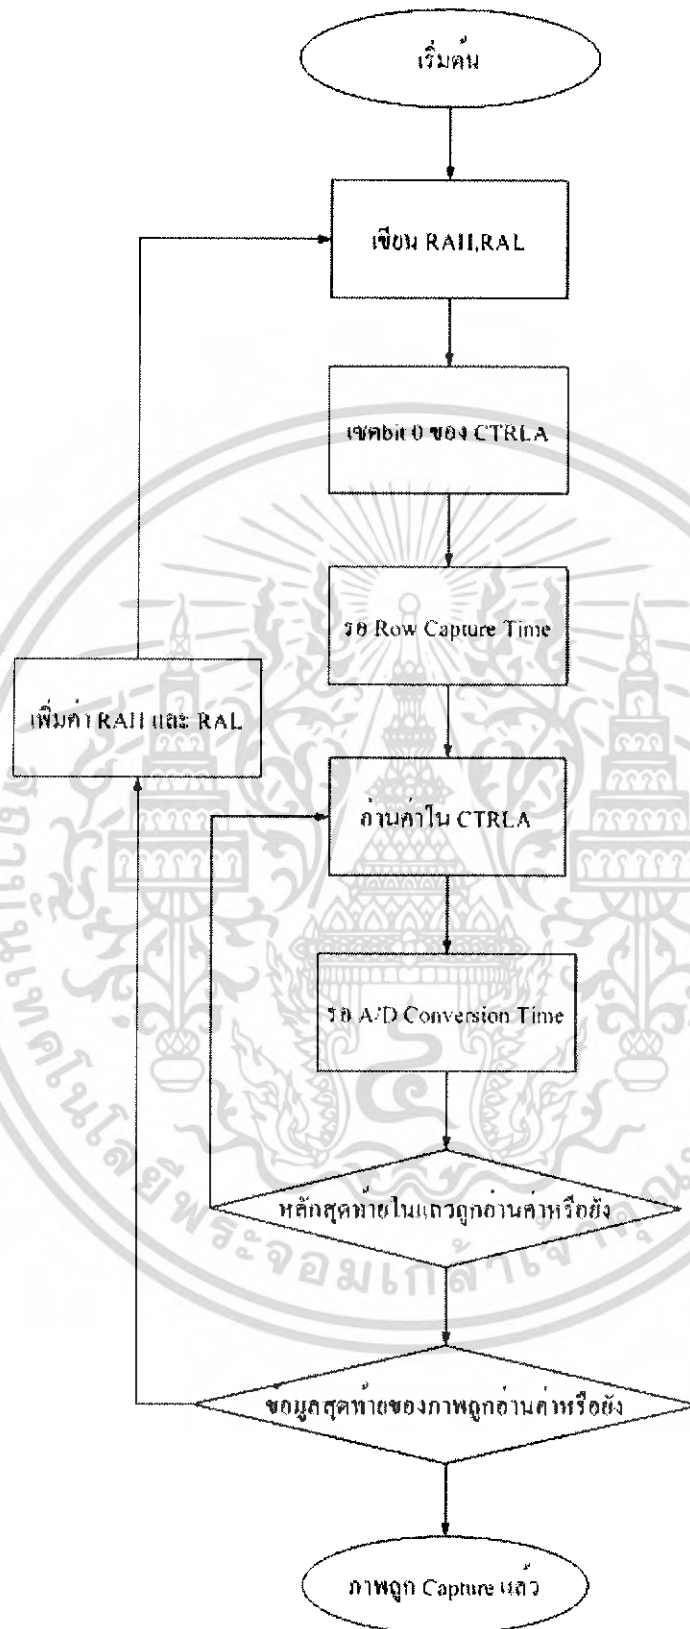 เริ่มต้น
เขียน RAH,RAL
เซตbit 0 ของ CTRLA
รอ Row Capture Time
เพิ่มค่า RAH และ RAL
อ่านค่าใน CTRLA
รอ A/D Conversion Time
หลักสุดท้ายในแถวถูกอ่านค่าหรือยัง
ข้อมูลสุดท้ายของภาพถูกอ่านค่าหรือยัง
ภาพถูก Capture แล้ว